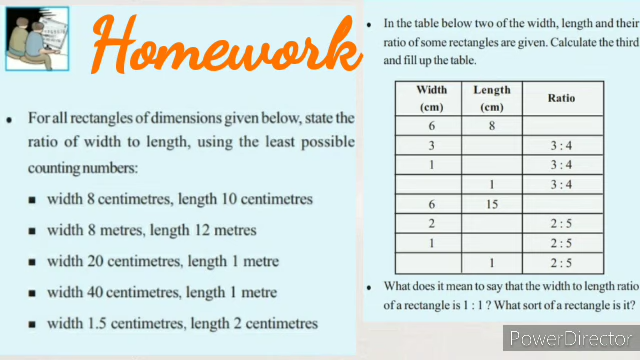 Homework
• For all rectangles of dimensions given below, state the
ratio of width to length, using the least possible
counting numbers:
▪ width 8 centimetres, length 10 centimetres
▪ width 8 metres, length 12 metres
▪ width 20 centimetres, length 1 metre
▪ width 40 centimetres, length 1 metre
▪ width 1.5 centimetres, length 2 centimetres
• In the table below two of the width, length and their
ratio of some rectangles are given. Calculate the third
and fill up the table.
Width (cm) Length (cm) Ratio
6 8
3 3 : 4
1 3 : 4
1 3 : 4
6 15
2 2 : 5
1 2 : 5
1 2 : 5
• What does it mean to say that the width to length ratio
of a rectangle is 1 : 1 ? What sort of a rectangle is it?
PowerDirector